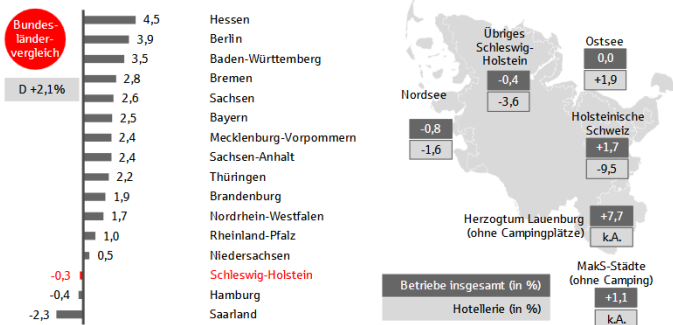 Bundes-
länder-
vergleich
D +2,1%
4,5 Hessen
3,9 Berlin
3,5 Baden-Württemberg
2,8 Bremen
2,6 Sachsen
2,5 Bayern
2,4 Mecklenburg-Vorpommern
2,4 Sachsen-Anhalt
2,2 Thüringen
1,9 Brandenburg
1,7 Nordrhein-Westfalen
1,0 Rheinland-Pfalz
0,5 Niedersachsen
-0,3 Schleswig-Holstein
-0,4 Hamburg
-2,3 Saarland
Übriges
Schleswig-
Holstein
-0,4
-3,6
Ostsee
0,0
+1,9
Nordsee
-0,8
-1,6
Holsteinische
Schweiz
+1,7
-9,5
Herzogtum Lauenburg
(ohne Campingplätze)
+7,7
k.A.
MakS-Städte
(ohne Camping)
+1,1
k.A.
Betriebe insgesamt (in %)
Hotellerie (in %)